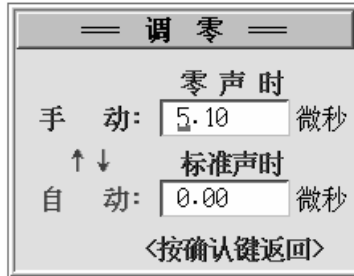 ══ 调 零 ══
零声时
手 动: 5.10 微秒
↑↓ 标准声时
自 动: 0.00 微秒
<按确认键返回>